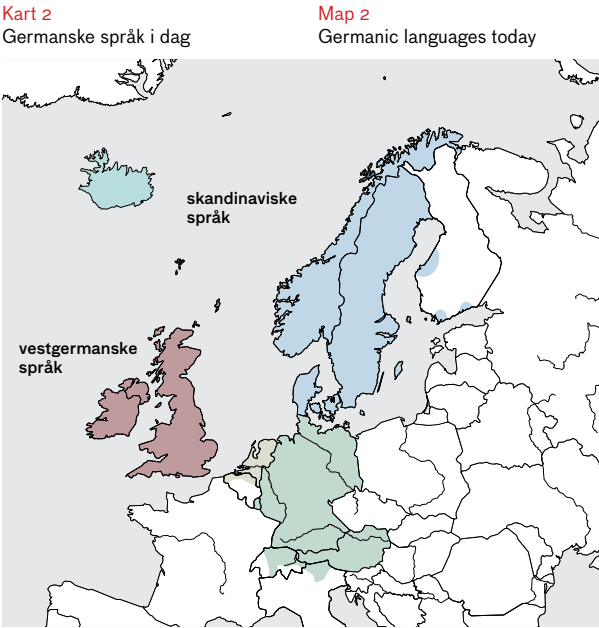 Kart 2
Germanske språk i dag
Map 2
Germanic languages today
skandinaviske
språk
vestgermanske
språk